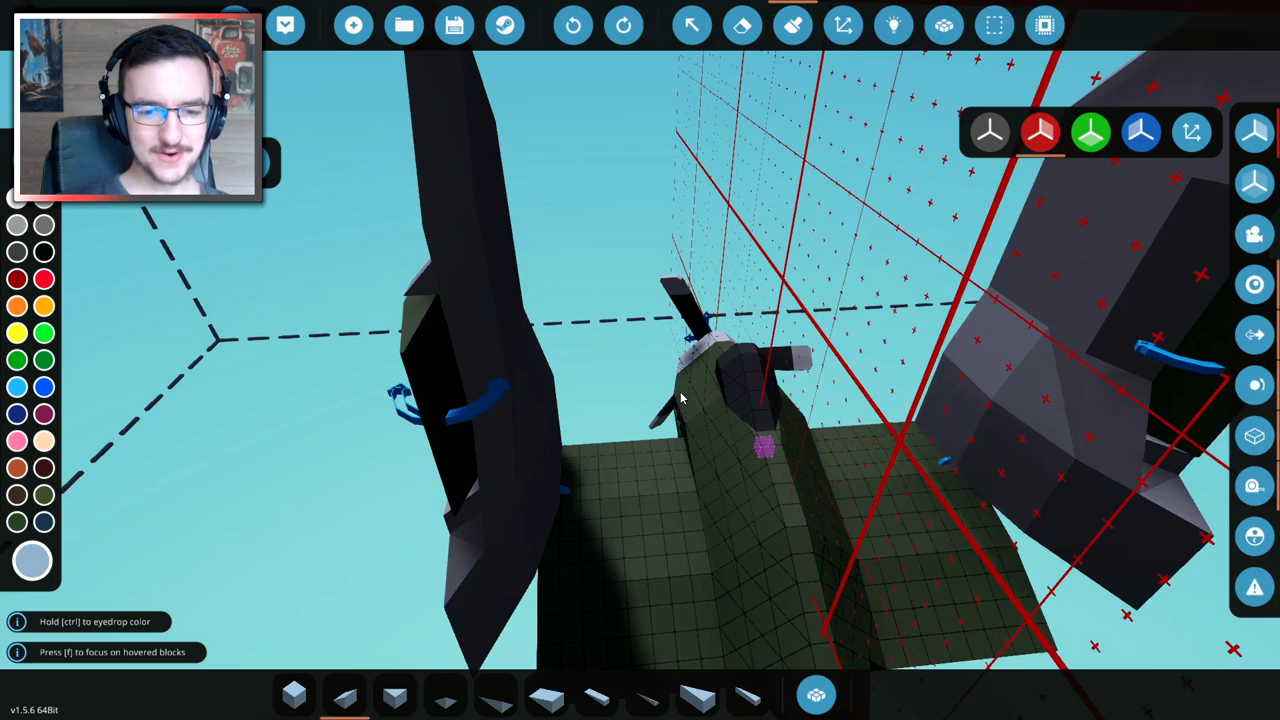 Hold [ctrl] to eyedrop color
Press [f] to focus on hovered blocks
v1.5.6 64Bit